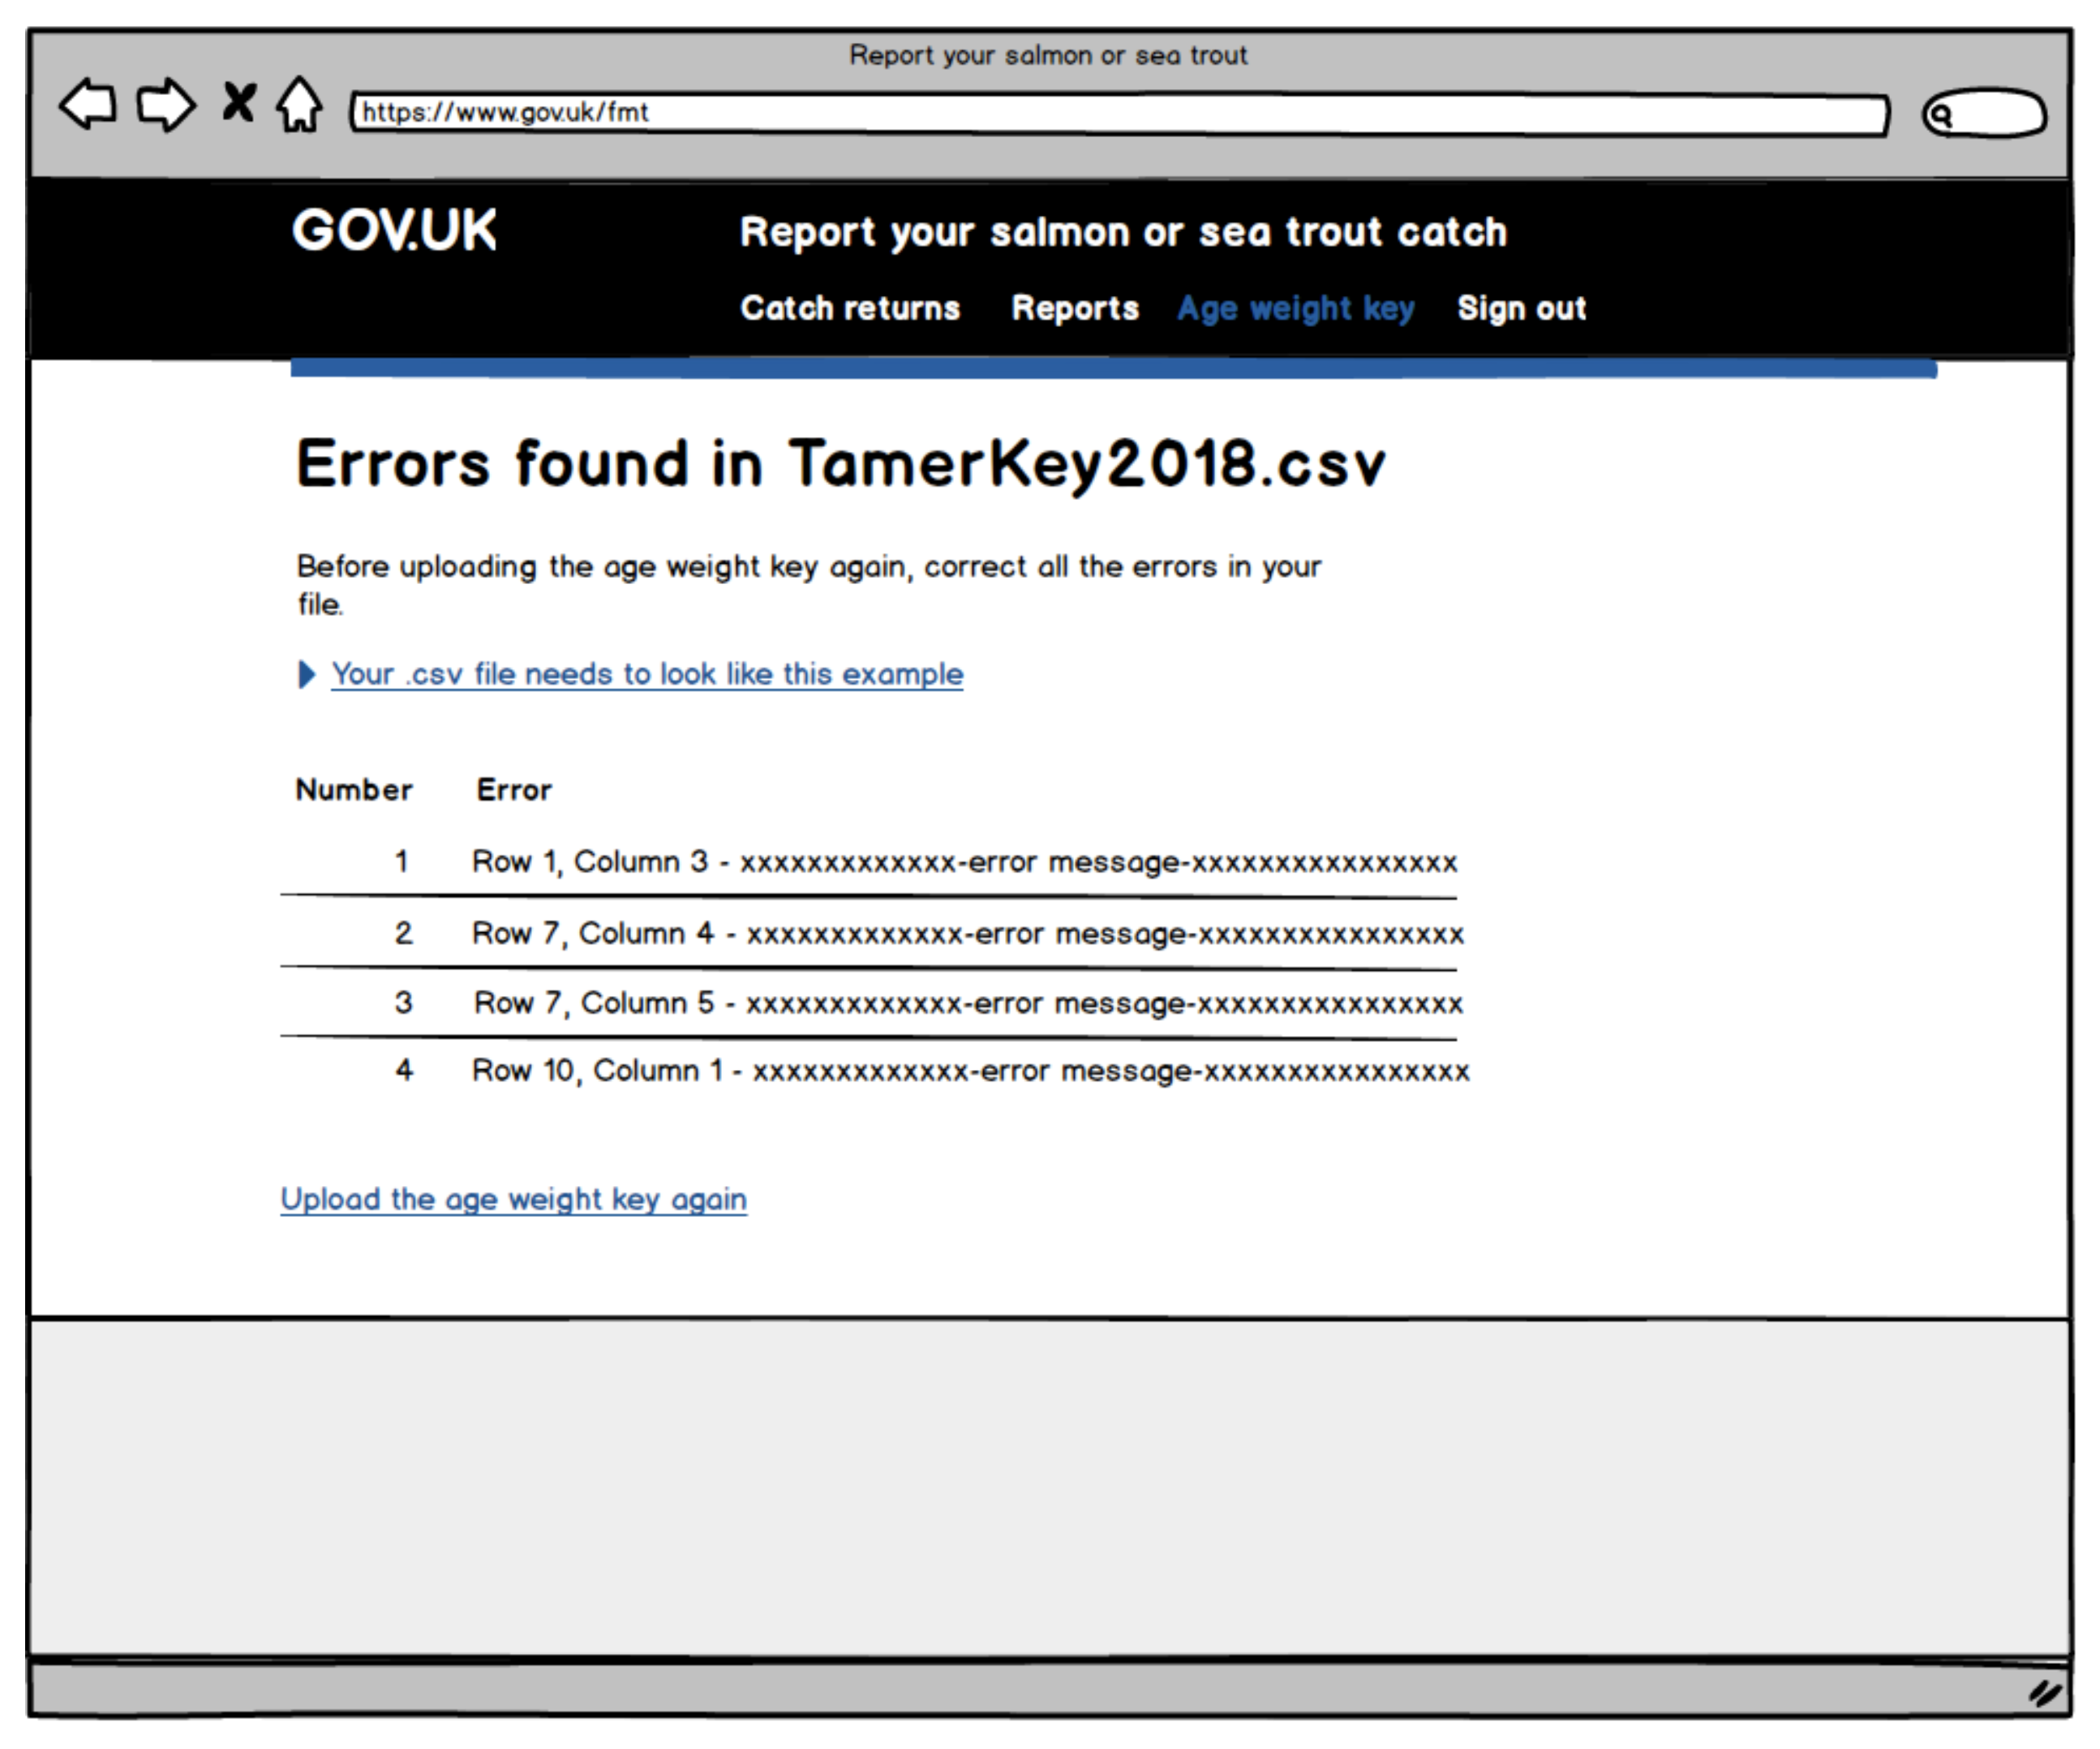 Report your salmon or sea trout
https://www.gov.uk/fmt
GOV.UK
Report your salmon or sea trout catch
Catch returns Reports Age weight key Sign out
Errors found in TamerKey2018.csv
Before uploading the age weight key again, correct all the errors in your
file.
Your .csv file needs to look like this example
Number Error
1 Row 1, Column 3 - xxxxxxxxxxxxx-error message-xxxxxxxxxxxxxxxx
2 Row 7, Column 4 - xxxxxxxxxxxxx-error message-xxxxxxxxxxxxxxxx
3 Row 7, Column 5 - xxxxxxxxxxxxx-error message-xxxxxxxxxxxxxxxx
4 Row 10, Column 1 - xxxxxxxxxxxxx-error message-xxxxxxxxxxxxxxxx
Upload the age weight key again